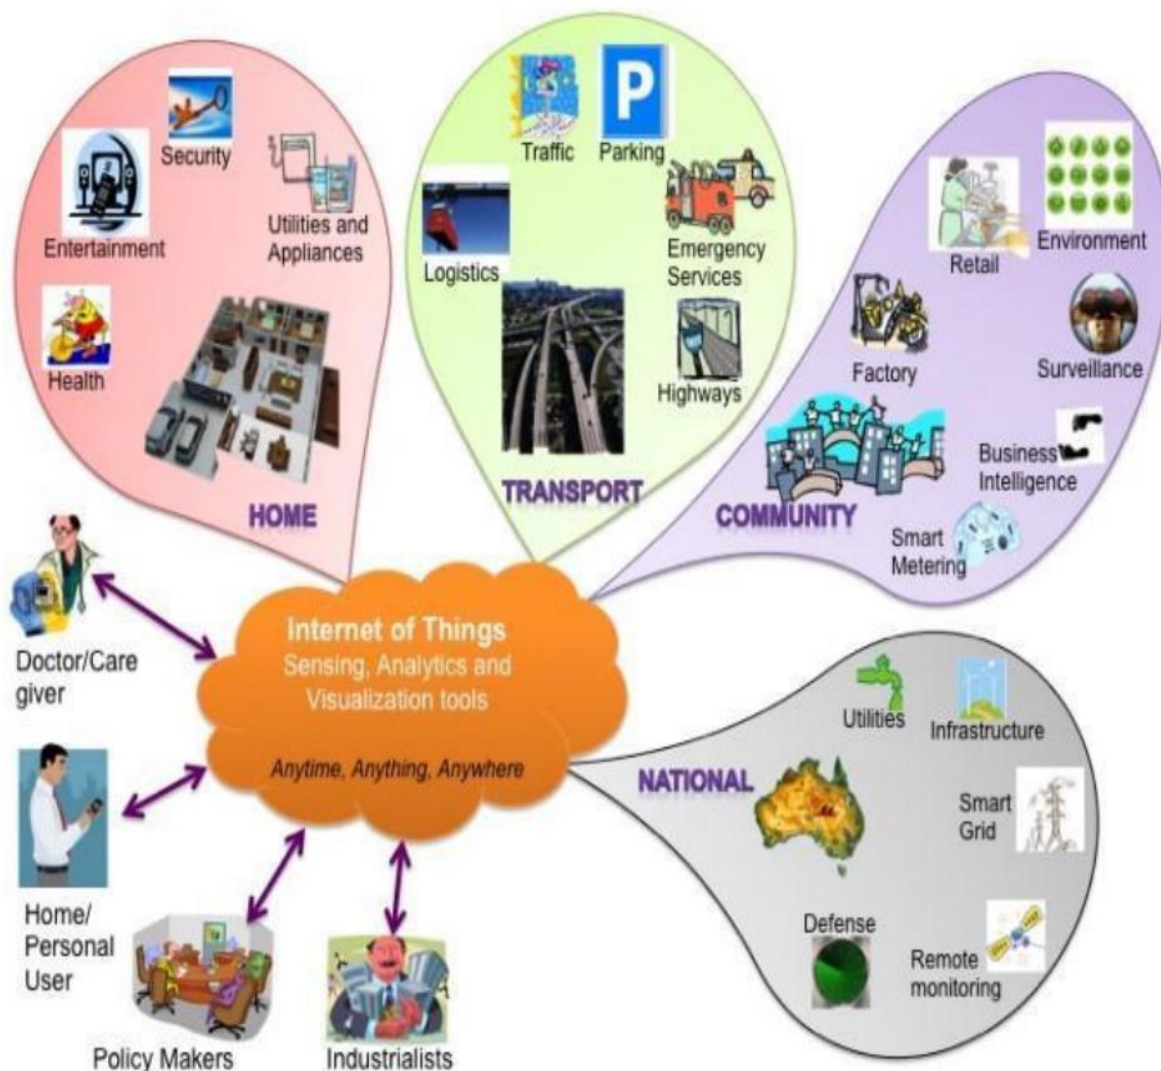 Security
Entertainment
Utilities and
Appliances
Health
HOME
Traffic
P
Parking
Logistics
Emergency
Services
Highways
TRANSPORT
Retail
Environment
Factory
Surveillance
Business
Intelligence
COMMUNITY
Smart
Metering
Internet of Things
Sensing, Analytics and
Visualization tools
Anytime, Anything, Anywhere
Doctor/Care
giver
Home/
Personal
User
Policy Makers
Industrialists
Utilities
Infrastructure
NATIONAL
Smart
Grid
Defense
Remote
monitoring